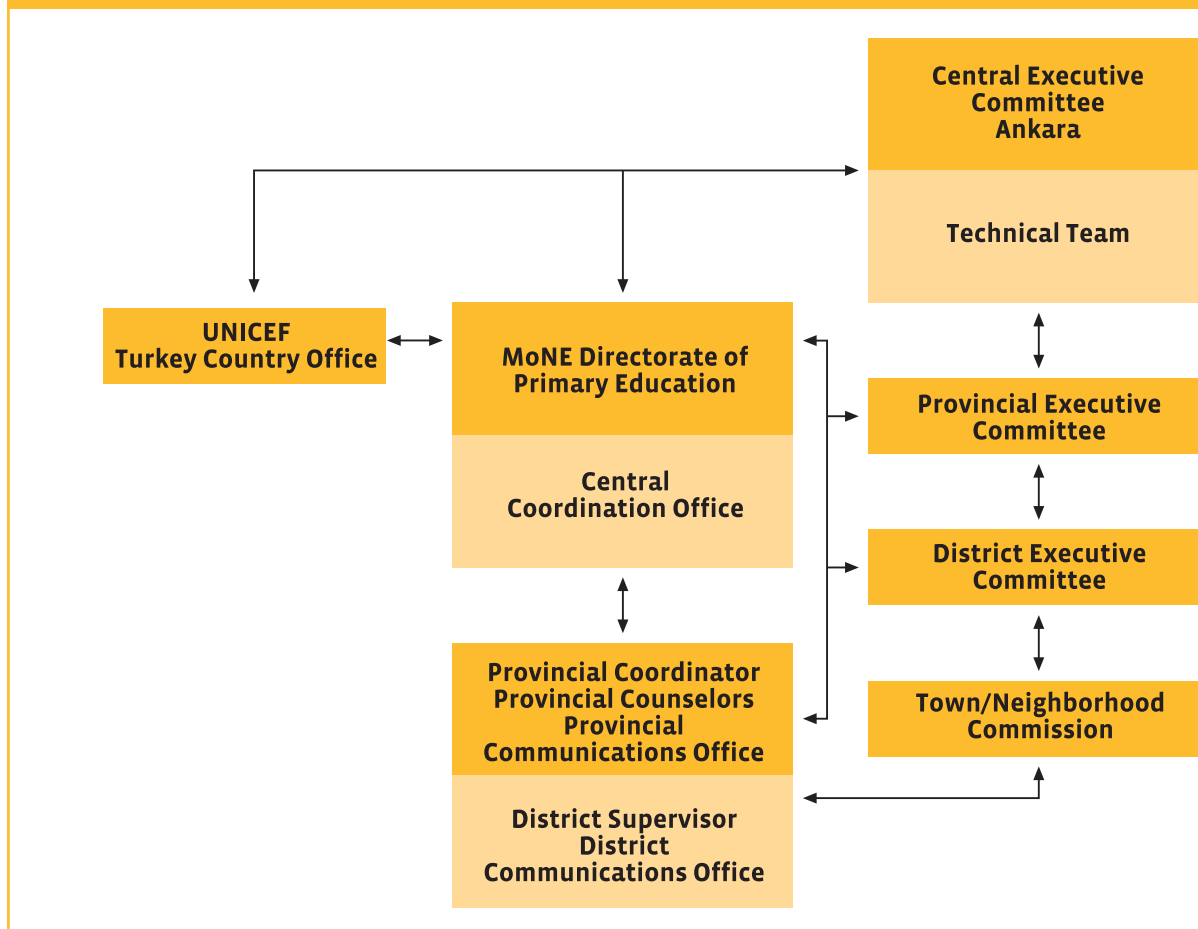 Central Executive
Committee
Ankara
Technical Team
UNICEF
Turkey Country Office
MoNE Directorate of
Primary Education
Central
Coordination Office
Provincial Executive
Committee
District Executive
Committee
Provincial Coordinator
Provincial Counselors
Provincial
Communications Office
Town/Neighborhood
Commission
District Supervisor
District
Communications Office